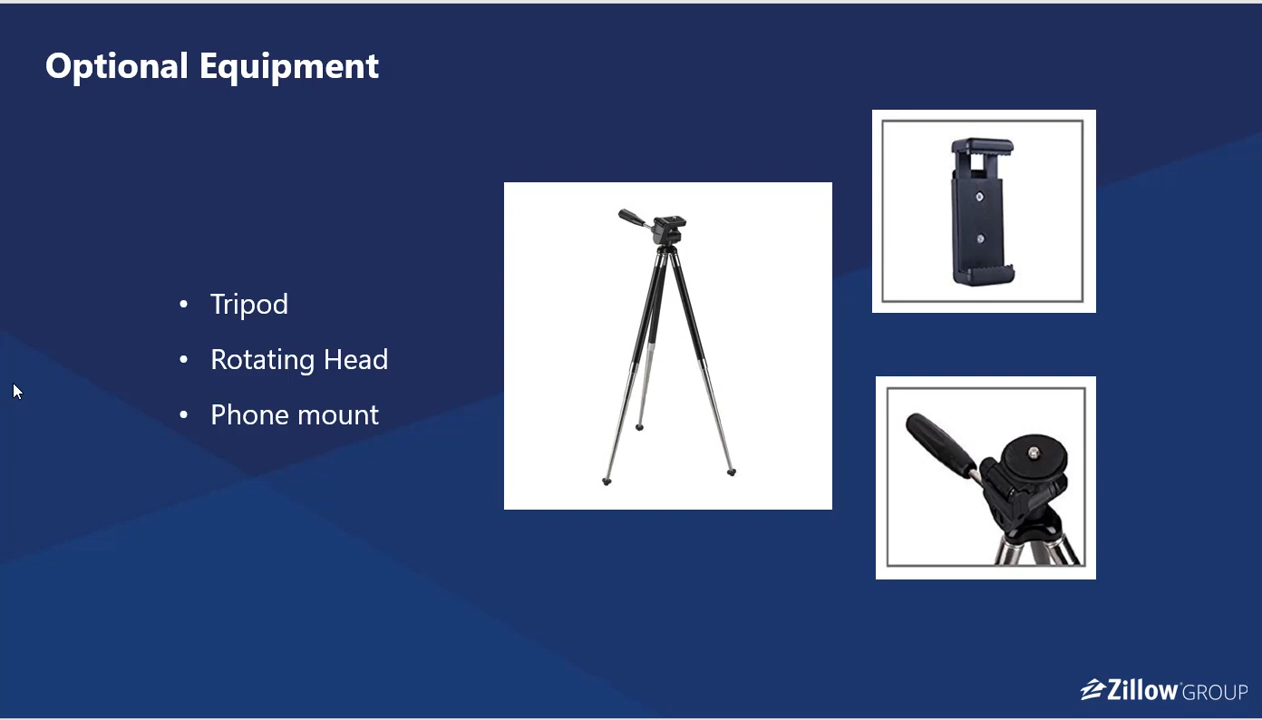 Optional Equipment
• Tripod
• Rotating Head
• Phone mount
Zillow GROUP